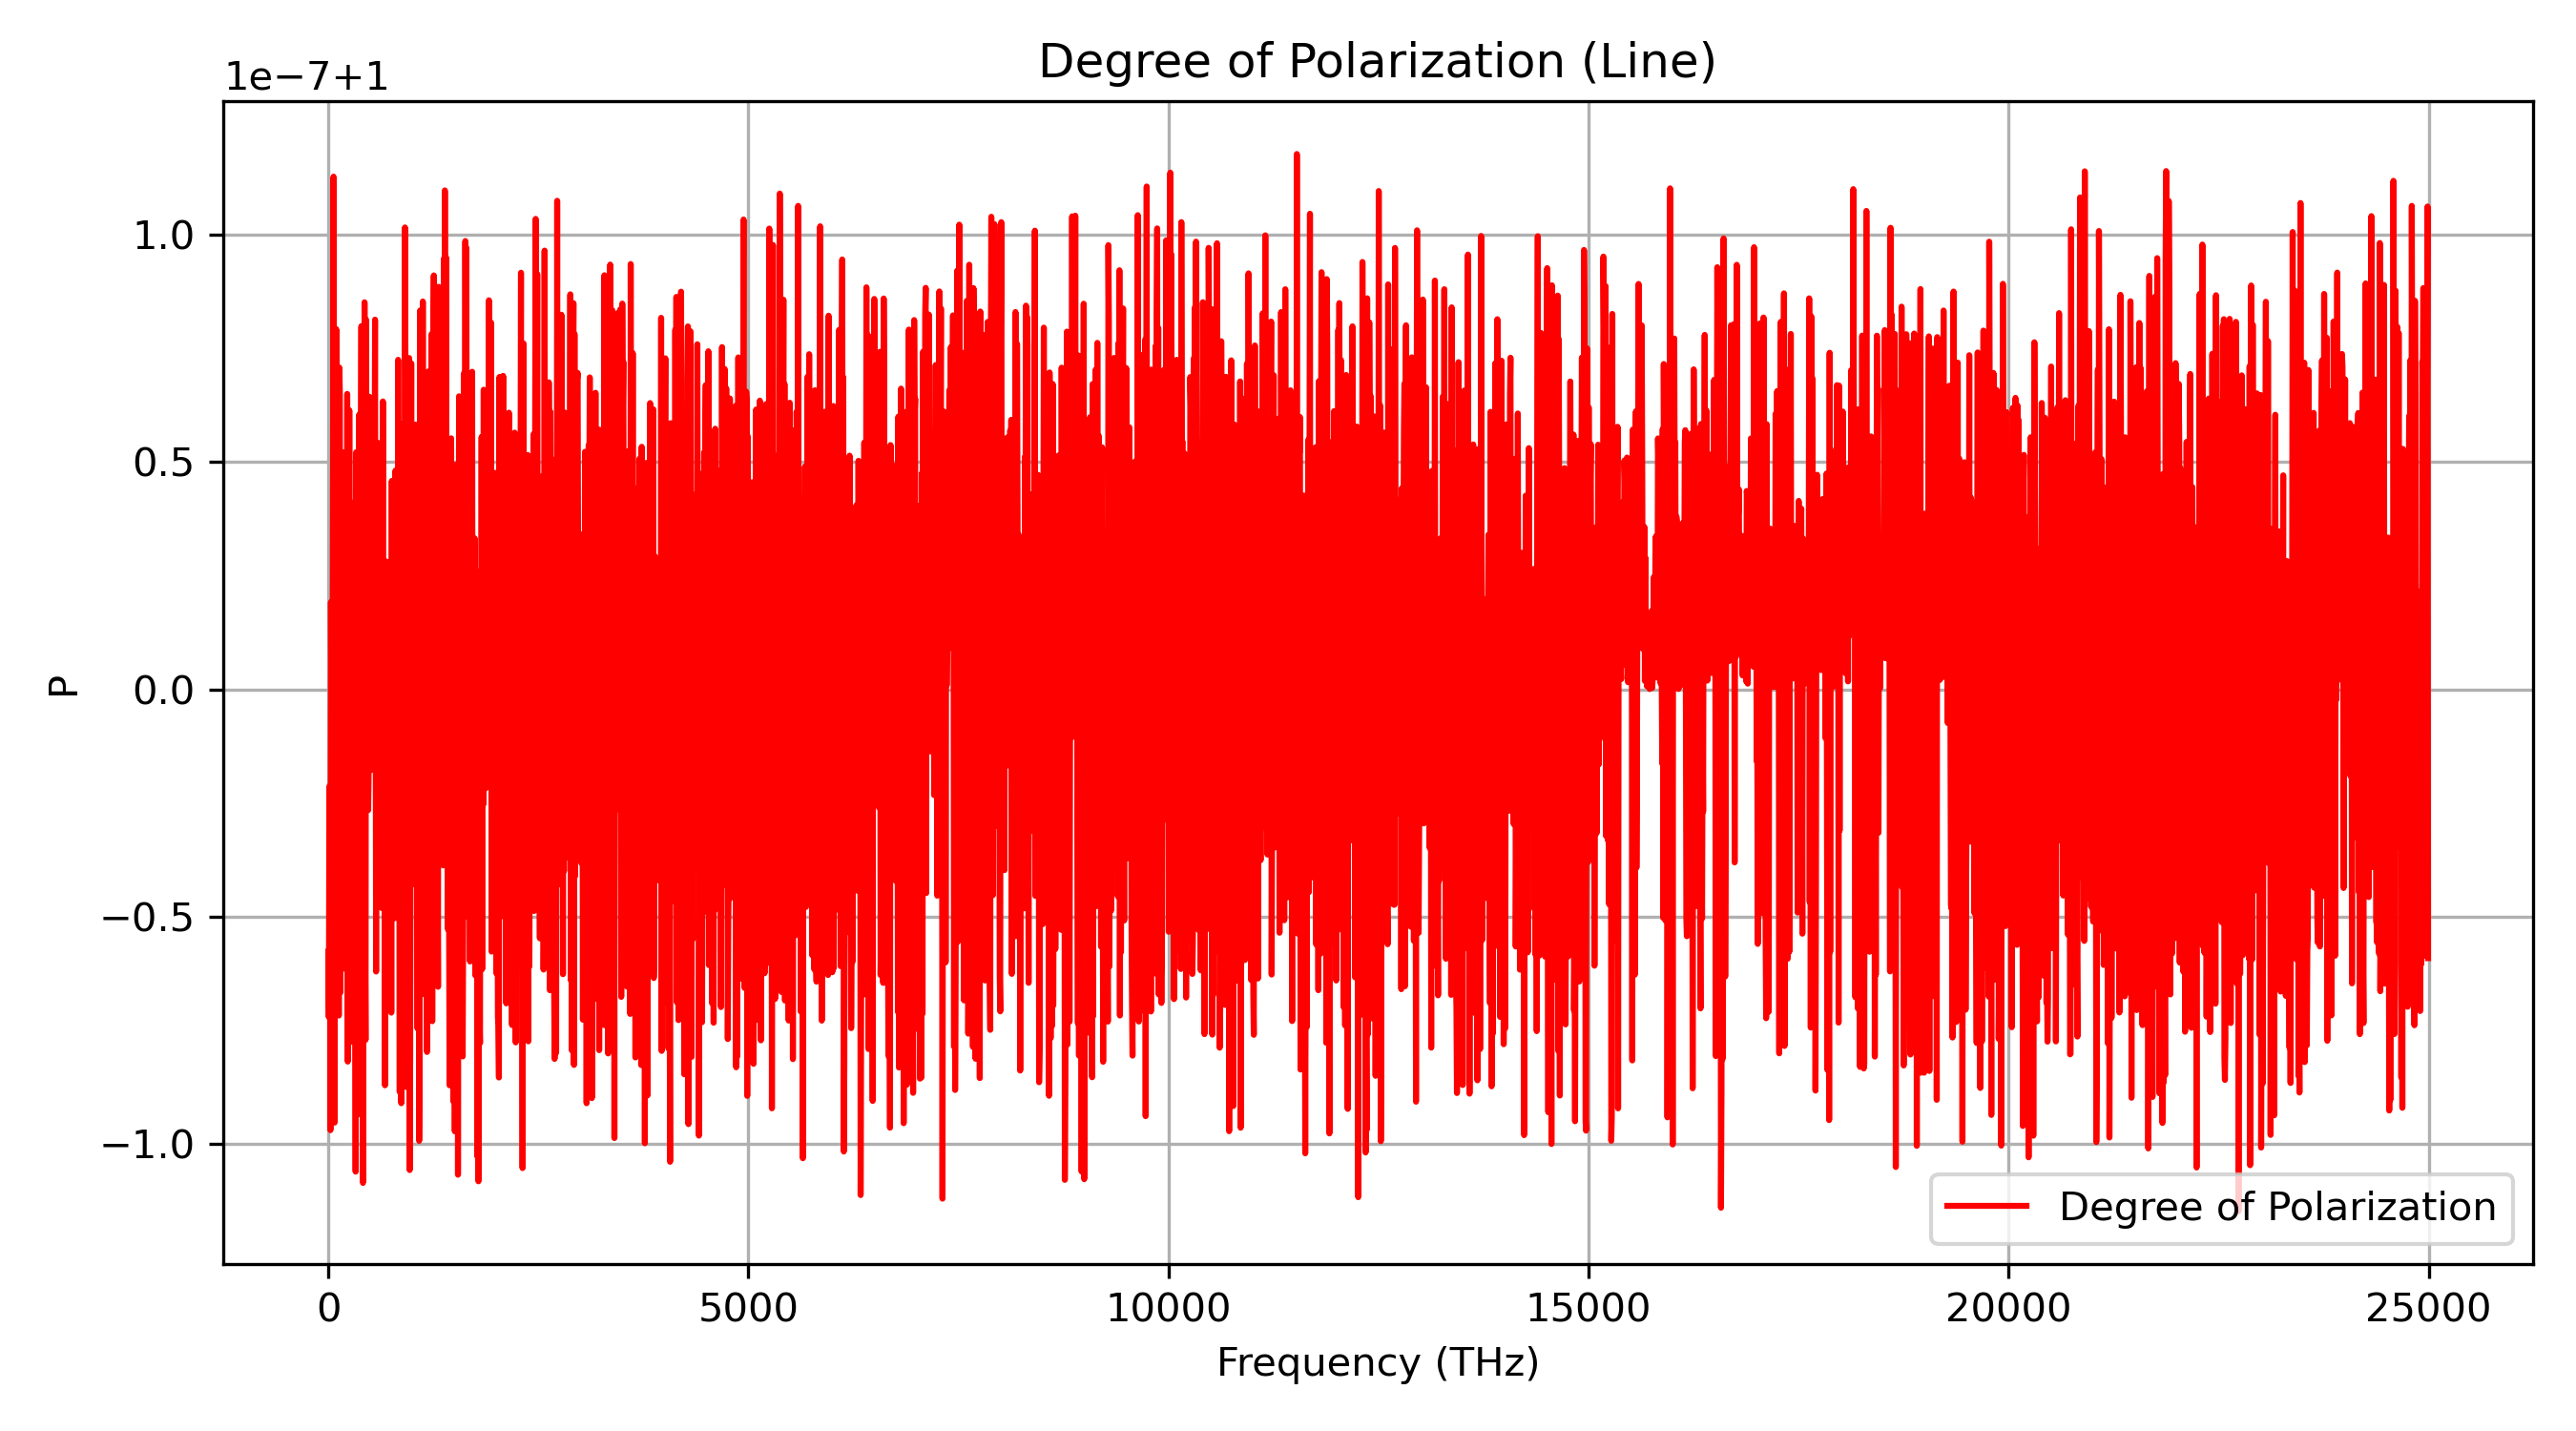 Degree of Polarization (Line)
1e−7+1
1.0
0.5
0.0
−0.5
−1.0
P
0 5000 10000 15000 20000 25000
Frequency (THz)
Degree of Polarization